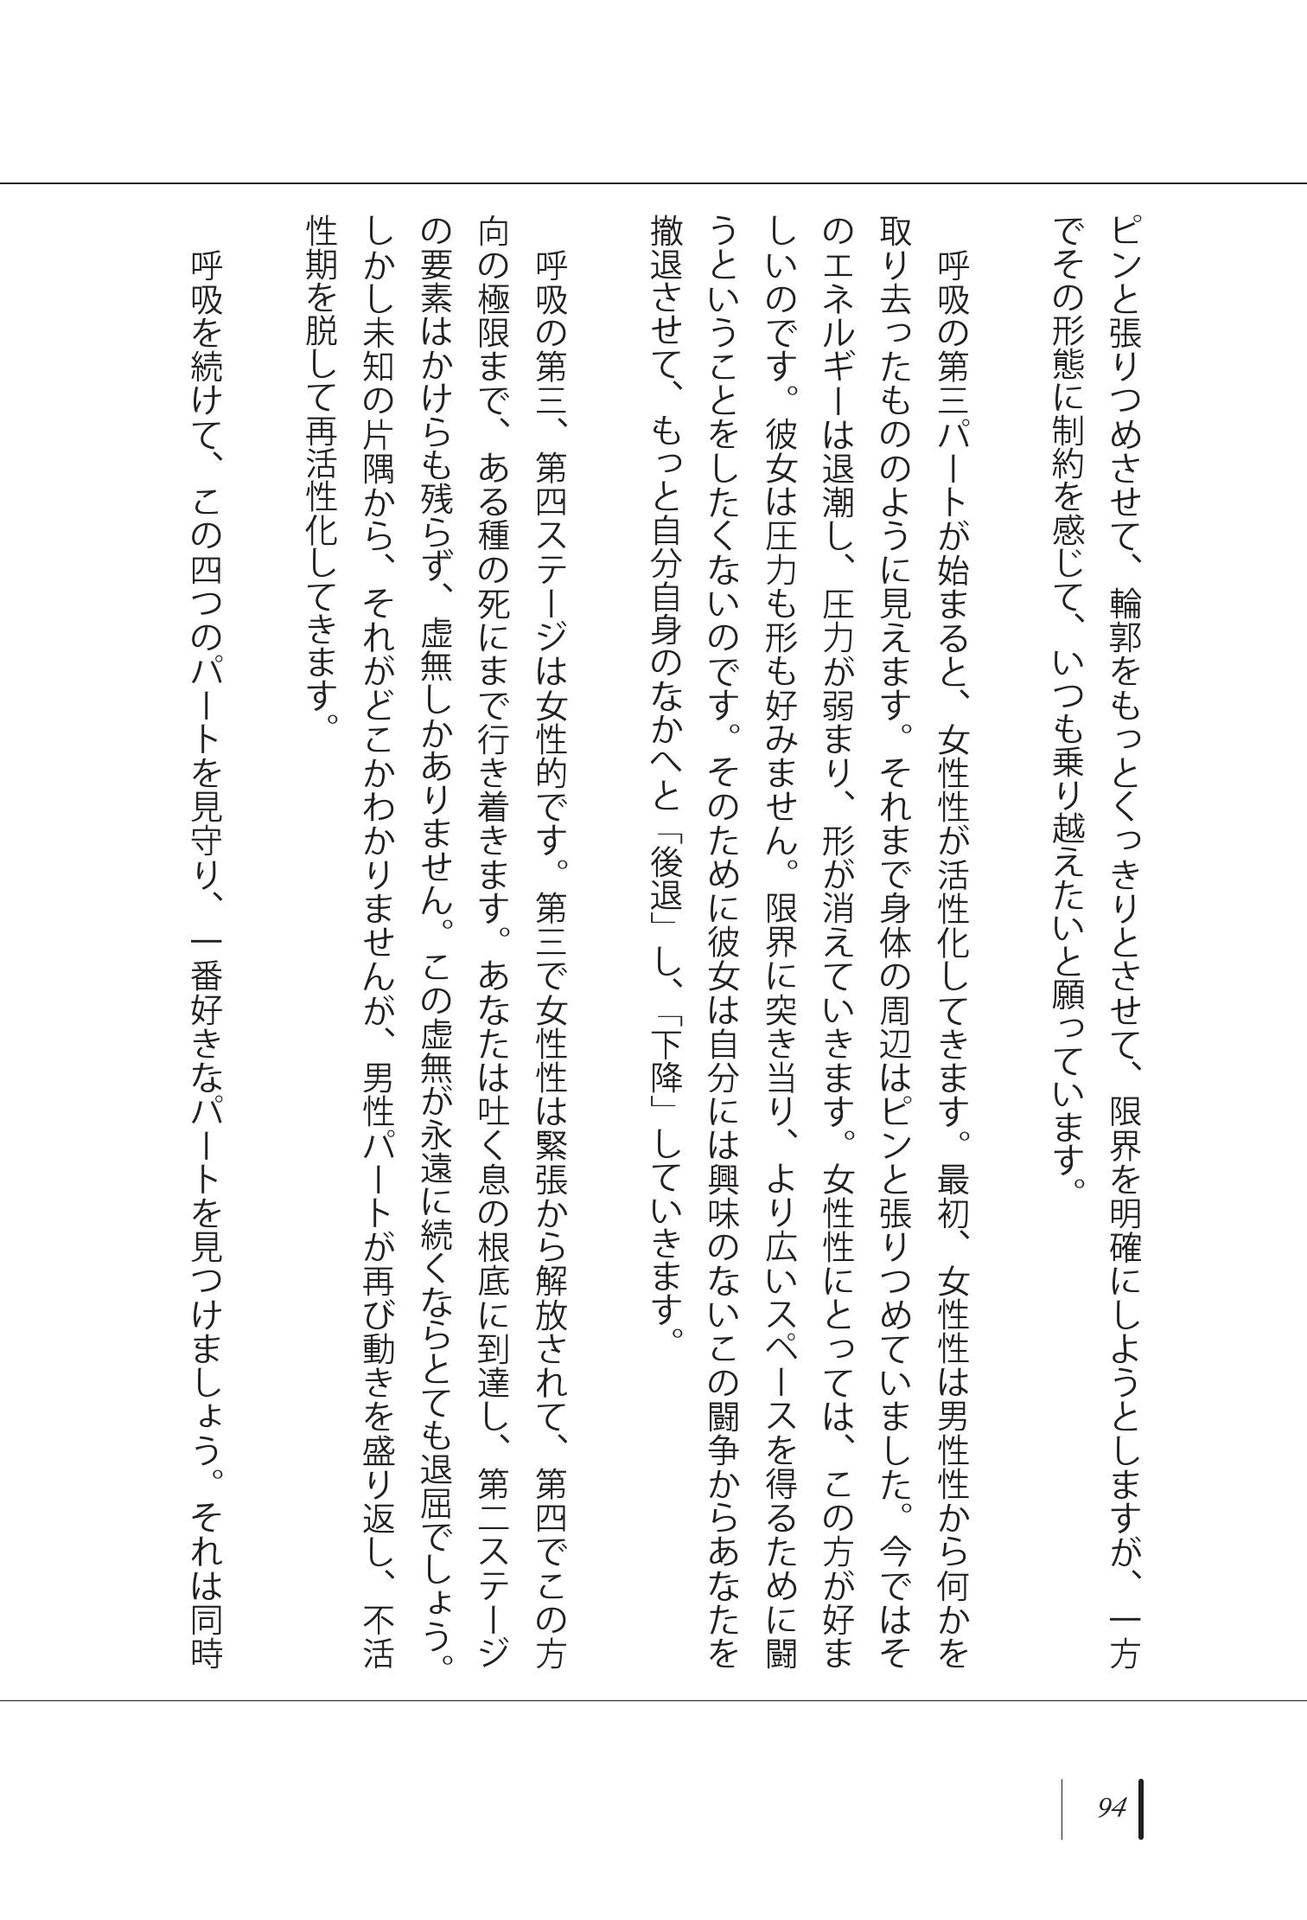 ピンと張りつめさせて、輪郭をもっとくっきりとさせて、限界を明確にしようとしますが、一方
でその形態に制約を感じて、いつも乗り越えたいと願っています。
呼吸の第三パートが始まると、女性性が活性化してきます。最初、女性性は男性性から何かを
取り去ったもののように見えます。それまで身体の周辺はピンと張りつめていました。今ではそ
のエネルギーは退潮し、圧力が弱まり、形が消えていきます。女性性にとっては、この方が好ま
しいのです。彼女は圧力も形も好みません。限界に突き当り、より広いスペースを得るために闘
うということをしたくないのです。そのために彼女は自分には興味のないこの闘争からあなたを
撤退させて、もっと自分自身のなかへと「後退」し、「下降」していきます。
呼吸の第三、第四ステージは女性的です。第三で女性性は緊張から解放されて、第四でこの方
向の極限まで、ある種の死にまで行き着きます。あなたは吐く息の根底に到達し、第二ステージ
の要素はかけらも残らず、虚無しかありません。この虚無が永遠に続くならとても退屈でしょう。
しかし未知の片隅から、それがどこかわかりませんが、男性パートが再び動きを盛り返し、不活
性期を脱して再活性化してきます。
呼吸を続けて、この四つのパートを見守り、一番好きなパートを見つけましょう。それは同時
94